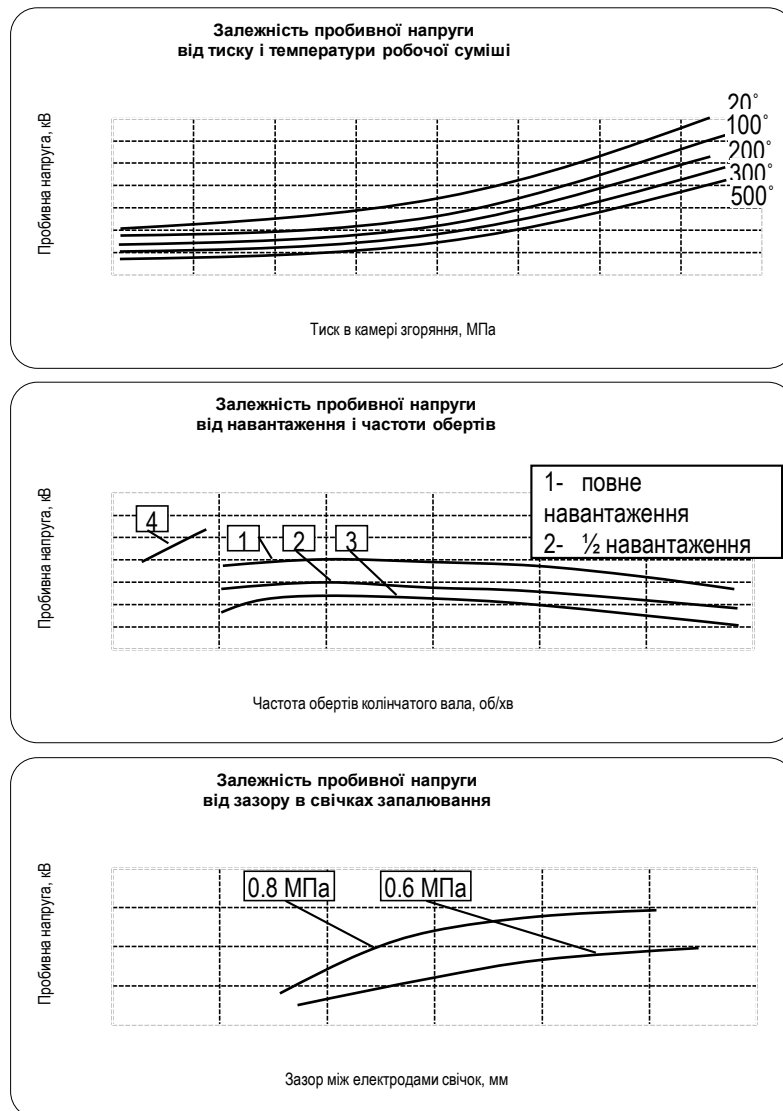 Залежність пробивної напруги
від тиску і температури робочої суміші
Пробивна напруга, кВ
20°
100°
200°
300°
500°
Тиск в камері згоряння, МПа
Залежність пробивної напруги
від навантаження і частоти обертів
Пробивна напруга, кВ
1- повне
навантаження
2- ½ навантаження
4
1
2
3
Частота обертів колінчатого вала, об/хв
Залежність пробивної напруги
від зазору в свічках запалювання
Пробивна напруга, кВ
0.8 МПа
0.6 МПа
Зазор між електродами свічок, мм